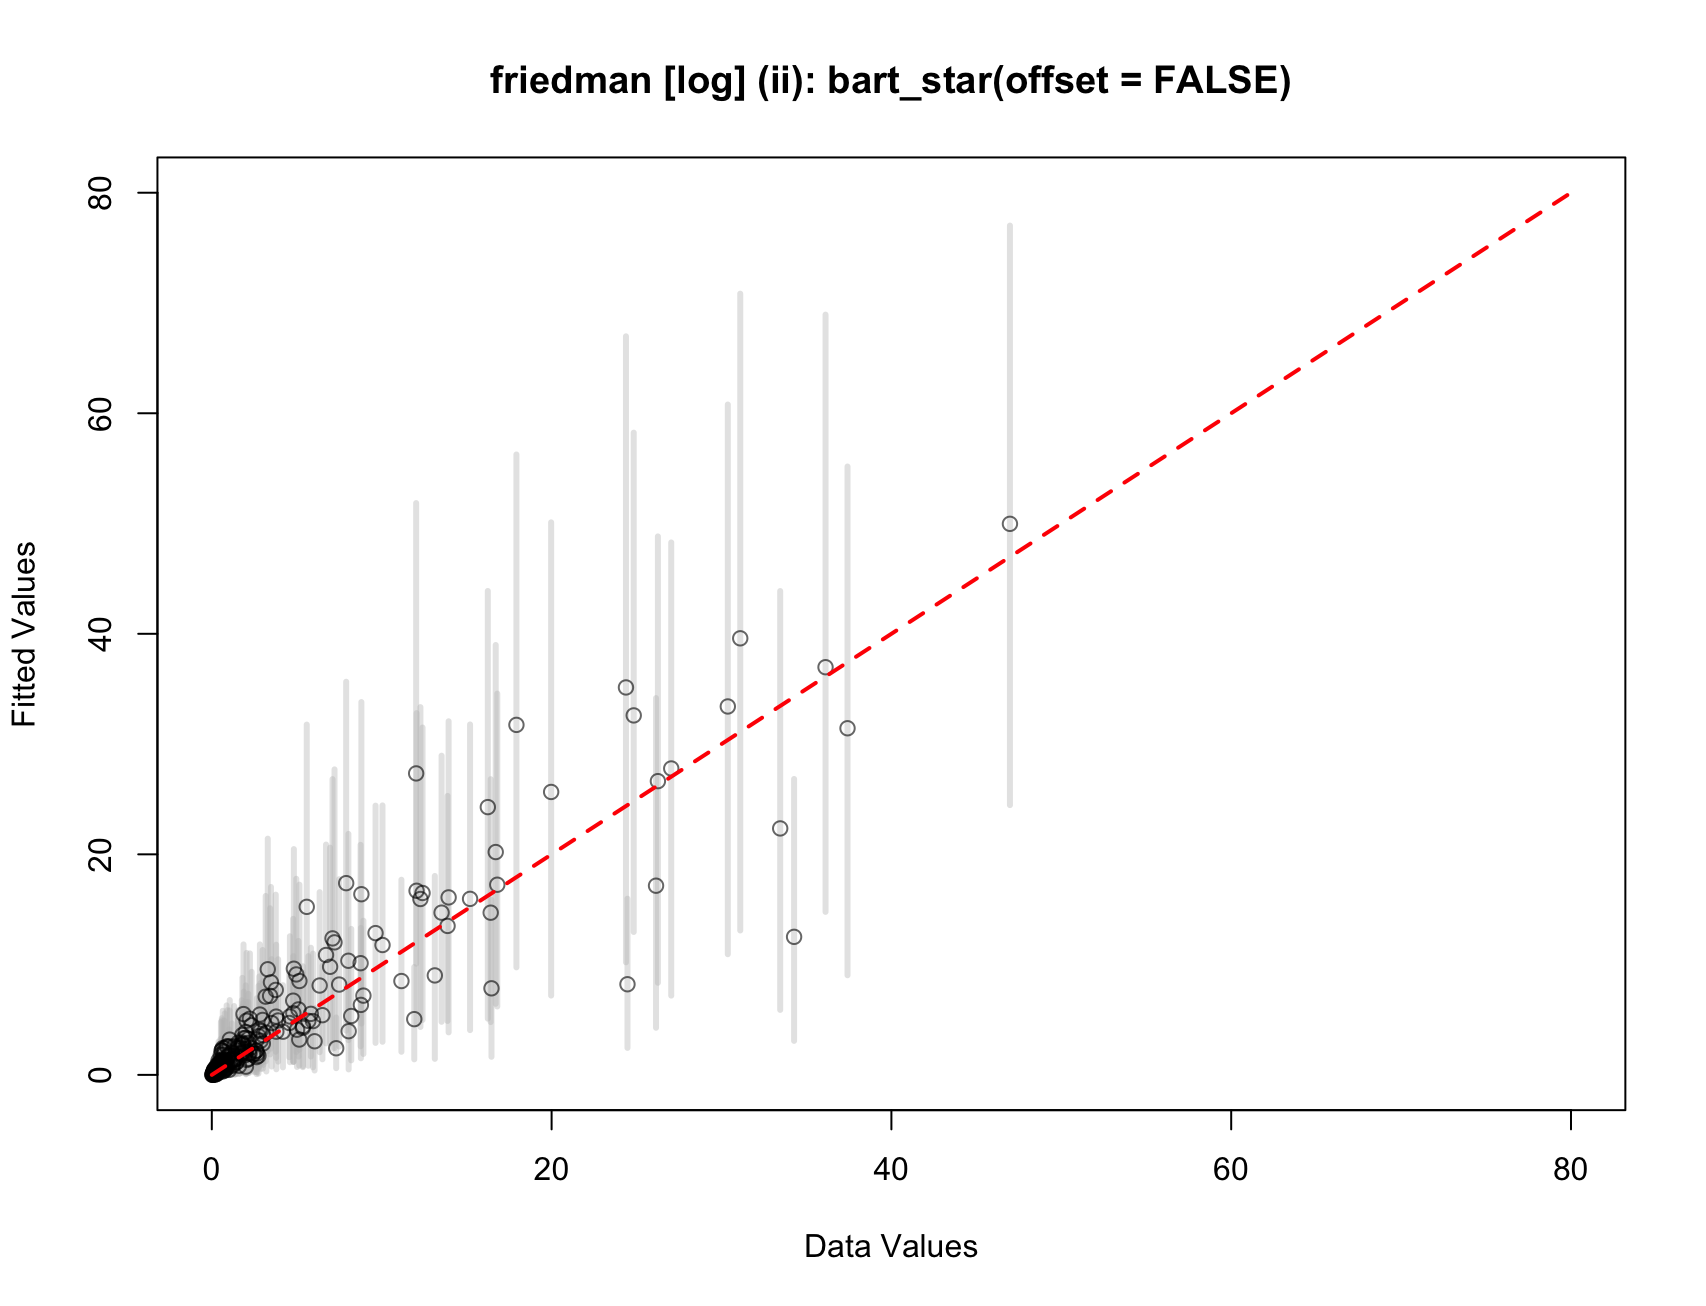 friedman [log] (ii): bart_star(offset = FALSE)
Fitted Values
80
60
40
20
0
0 20 40 60 80
Data Values